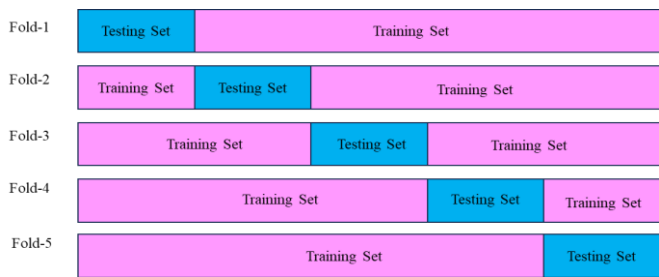 Fold-1 Testing Set Training Set
Fold-2 Training Set Testing Set Training Set
Fold-3 Training Set Testing Set Training Set
Fold-4 Training Set Testing Set Training Set
Fold-5 Training Set Testing Set